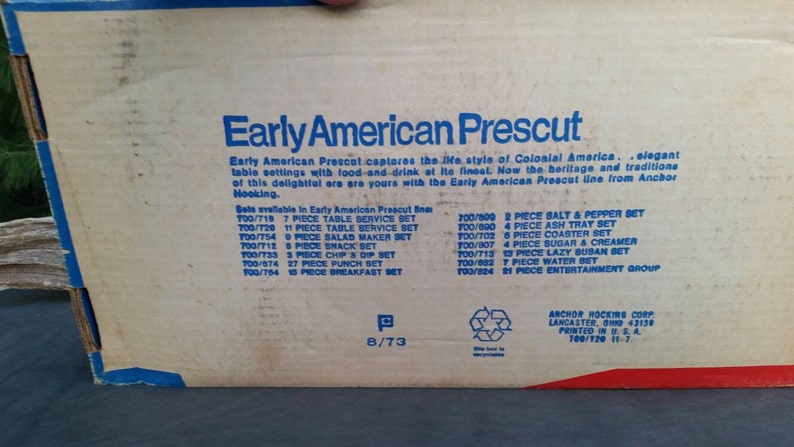 Early American Prescut
Early American Prescut captures the life style of Colonial America. . .elegant
table settings with food and drink at its finest. Now the heritage and traditions
of this delightful era are yours with the Early American Prescut line from Anchor
Hocking.
Sets available in Early American Prescut line:
700/718 7 PIECE TABLE SERVICE SET
700/720 11 PIECE TABLE SERVICE SET
700/754 9 PIECE SALAD MAKER SET
700/712 8 PIECE SNACK SET
700/733 3 PIECE CHIP & DIP SET
700/674 27 PIECE PUNCH SET
700/764 15 PIECE BREAKFAST SET
700/699 2 PIECE SALT & PEPPER SET
700/690 4 PIECE ASH TRAY SET
700/702 8 PIECE COASTER SET
700/807 4 PIECE SUGAR & CREAMER
700/713 13 PIECE LAZY SUSAN SET
700/682 7 PIECE WATER SET
700/824 21 PIECE ENTERTAINMENT GROUP
8/73
this box is
recyclable
ANCHOR HOCKING CORP.
LANCASTER, OHIO 43130
PRINTED IN U. S. A.
700/720 11-7